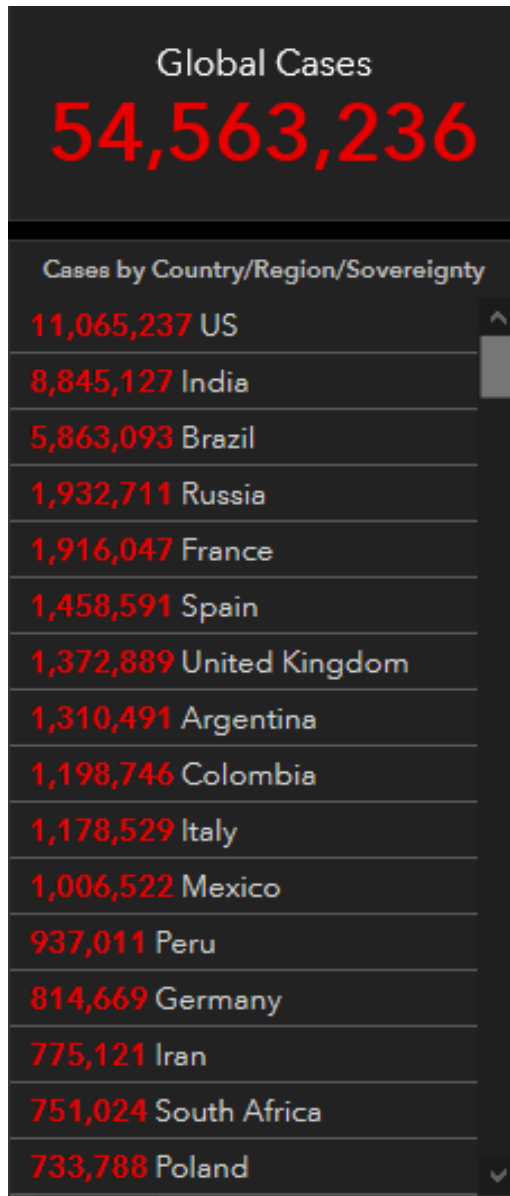 Global Cases
54,563,236
Cases by Country/Region/Sovereignty
11,065,237 US
8,845,127 India
5,863,093 Brazil
1,932,711 Russia
1,916,047 France
1,458,591 Spain
1,372,889 United Kingdom
1,310,491 Argentina
1,198,746 Colombia
1,178,529 Italy
1,006,522 Mexico
937,011 Peru
814,669 Germany
775,121 Iran
751,024 South Africa
733,788 Poland